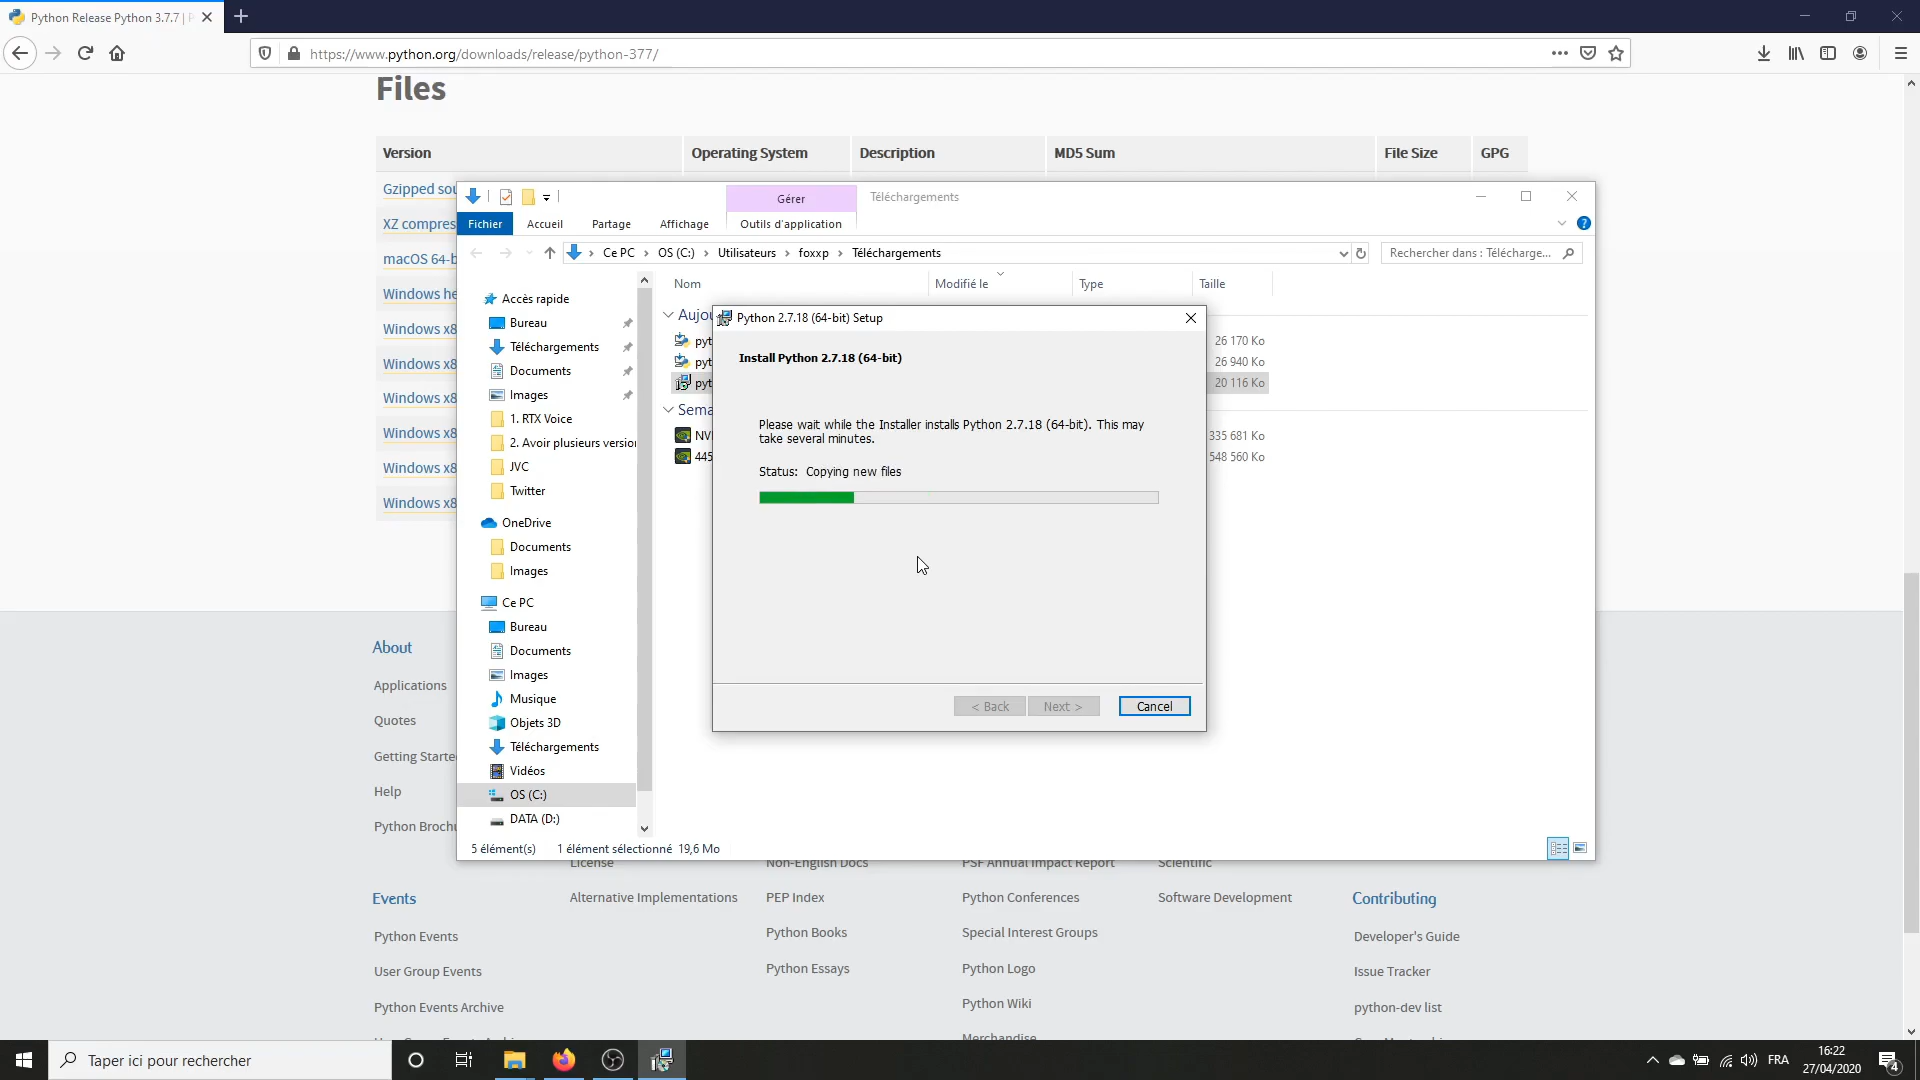 Python Release Python 3.7.7 | P
https://www.python.org/downloads/release/python-377/
Files
Version Operating System Description MD5 Sum File Size GPG
Gzipped sou
XZ compres
macOS 64-b
Windows he
Windows x8
Windows x8
Windows x8
Windows x8
Windows x8
Windows x8
Gérer
Téléchargements
Fichier Accueil Partage Affichage Outils d'application
Ce PC > OS (C:) > Utilisateurs > foxxp > Téléchargements
Rechercher dans : Télécharge...
Nom Modifié le Type Taille
Accès rapide
Bureau
Téléchargements
Documents
Images
1. RTX Voice
2. Avoir plusieurs version
JVC
Twitter
OneDrive
Documents
Images
Ce PC
Bureau
Documents
Images
Musique
Objets 3D
Téléchargements
Vidéos
OS (C:)
DATA (D:)
Aujou
pyt 26 170 Ko
pyt 26 940 Ko
pyt 20 116 Ko
Sema
NVI 335 681 Ko
445 548 560 Ko
5 élément(s) 1 élément sélectionné 19,6 Mo
Python 2.7.18 (64-bit) Setup
Install Python 2.7.18 (64-bit)
Please wait while the Installer installs Python 2.7.18 (64-bit). This may
take several minutes.
Status: Copying new files
< Back Next > Cancel
About
Applications
Quotes
Getting Starte
Help
Python Brochu
License
Non-English Docs
PSF Annual Impact Report
Scientific
Events
Alternative Implementations
PEP Index
Python Conferences
Software Development
Contributing
Python Events
Python Books
Special Interest Groups
Developer's Guide
User Group Events
Python Essays
Python Logo
Issue Tracker
Python Events Archive
Python Wiki
python-dev list
Merchandise
Taper ici pour rechercher
FRA
16:22
27/04/2020
4